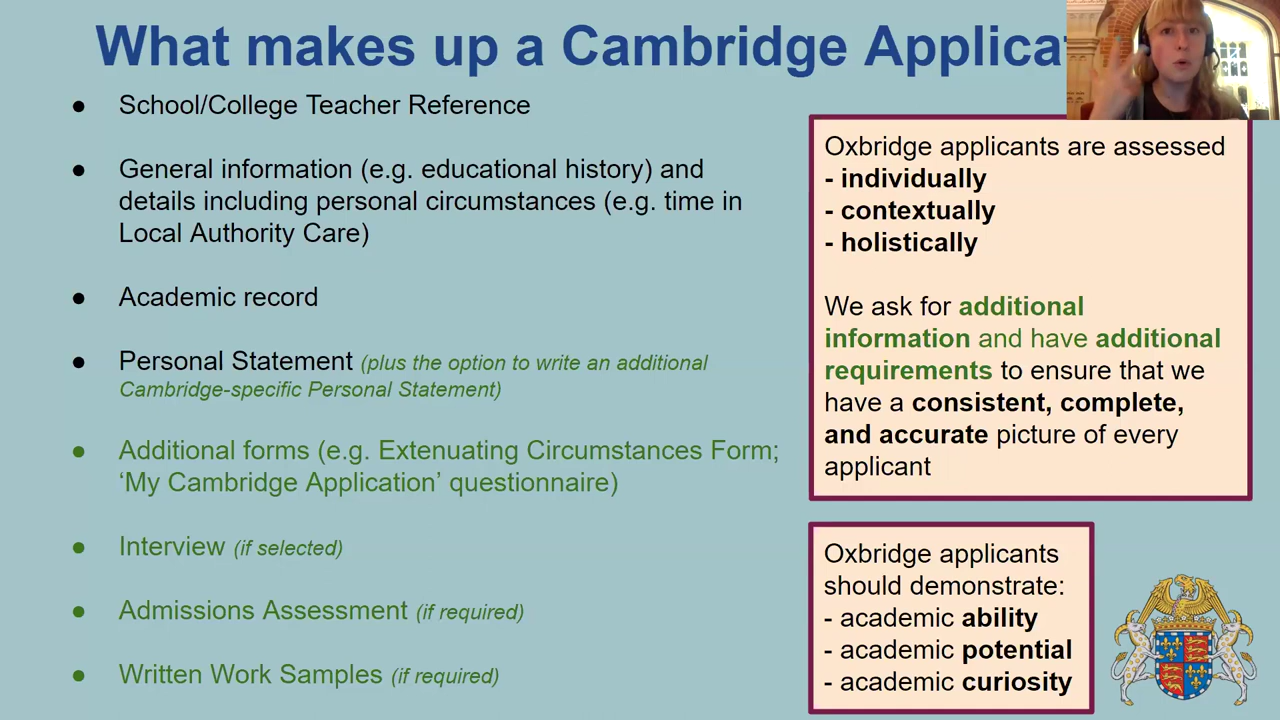 What makes up a Cambridge Applica
● School/College Teacher Reference
● General information (e.g. educational history) and
details including personal circumstances (e.g. time in
Local Authority Care)
● Academic record
● Personal Statement (plus the option to write an additional
Cambridge-specific Personal Statement)
● Additional forms (e.g. Extenuating Circumstances Form;
‘My Cambridge Application’ questionnaire)
● Interview (if selected)
● Admissions Assessment (if required)
● Written Work Samples (if required)
Oxbridge applicants are assessed
- individually
- contextually
- holistically
We ask for additional
information and have additional
requirements to ensure that we
have a consistent, complete,
and accurate picture of every
applicant
Oxbridge applicants
should demonstrate:
- academic ability
- academic potential
- academic curiosity